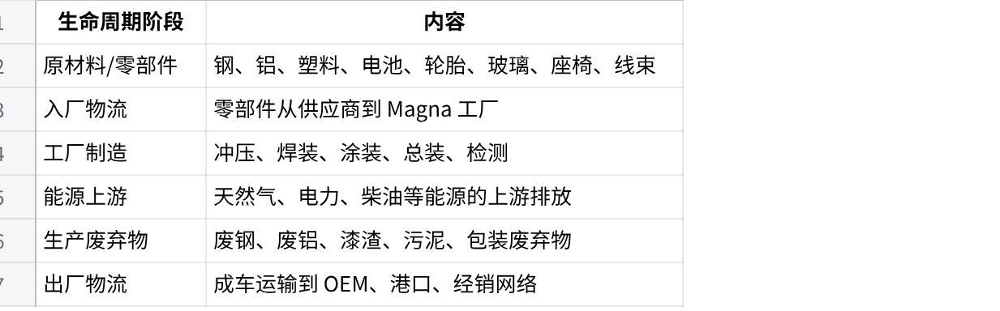 1 生命周期阶段 内容
2 原材料/零部件 钢、铝、塑料、电池、轮胎、玻璃、座椅、线束
3 入厂物流 零部件从供应商到 Magna 工厂
4 工厂制造 冲压、焊装、涂装、总装、检测
5 能源上游 天然气、电力、柴油等能源的上游排放
6 生产废弃物 废钢、废铝、漆渣、污泥、包装废弃物
7 出厂物流 成车运输到 OEM、港口、经销网络